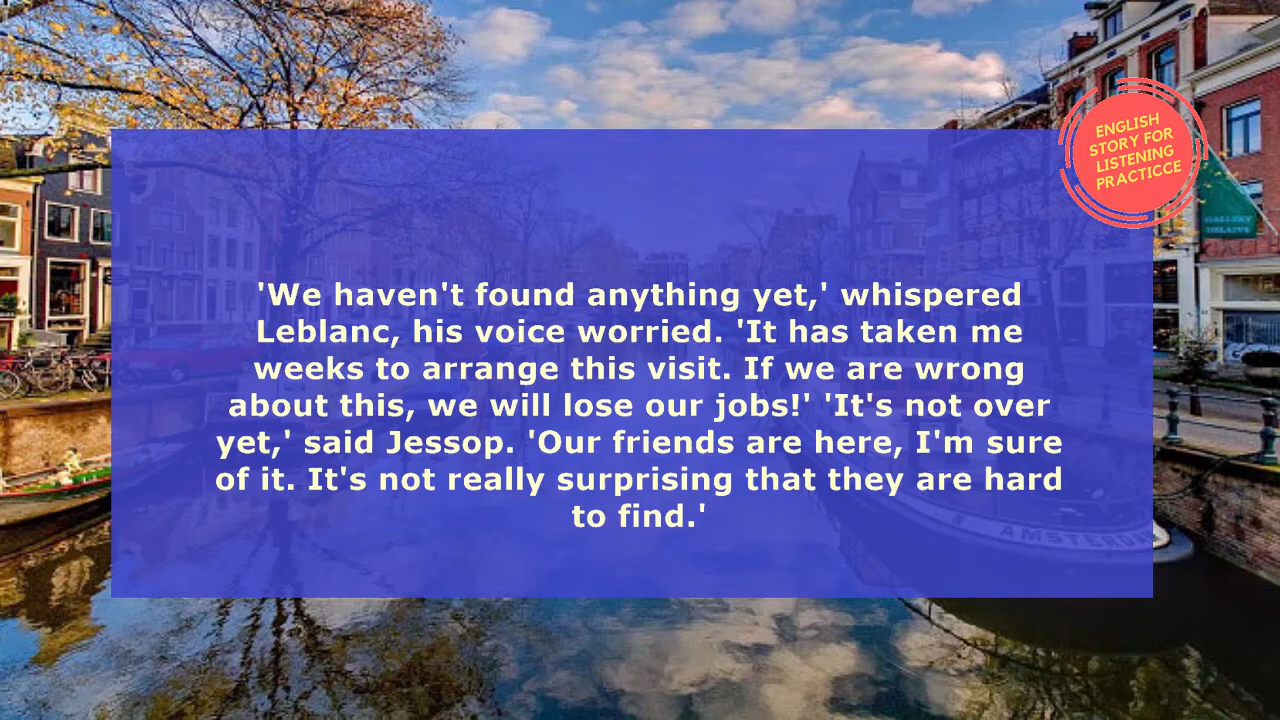 'We haven't found anything yet,' whispered
Leblanc, his voice worried. 'It has taken me
weeks to arrange this visit. If we are wrong
about this, we will lose our jobs!' 'It's not over
yet,' said Jessop. 'Our friends are here, I'm sure
of it. It's not really surprising that they are hard
to find.'
ENGLISH
STORY FOR
LISTENING
PRACTICCE
GALLERY
N AMSTERDAM